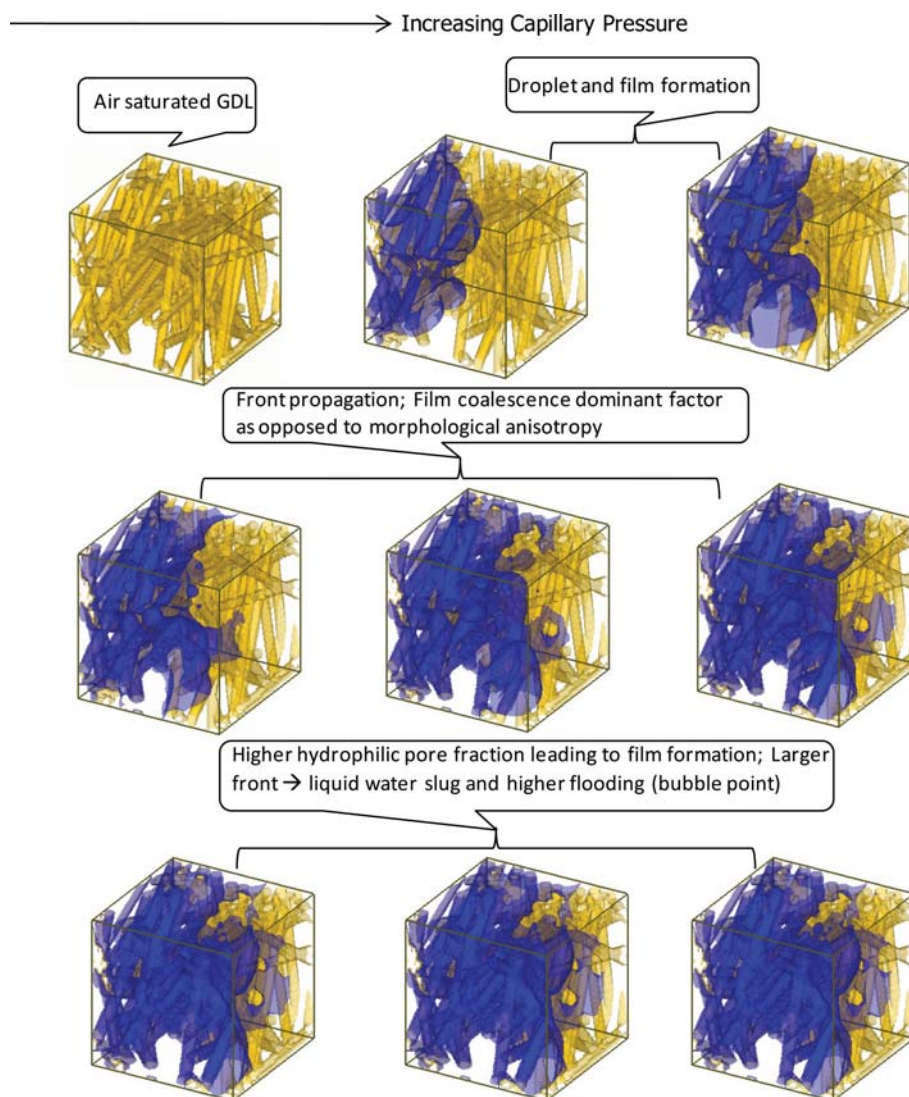 Increasing Capillary Pressure
Air saturated GDL
Droplet and film formation
Front propagation; Film coalescence dominant factor
as opposed to morphological anisotropy
Higher hydrophilic pore fraction leading to film formation; Larger
front → liquid water slug and higher flooding (bubble point)